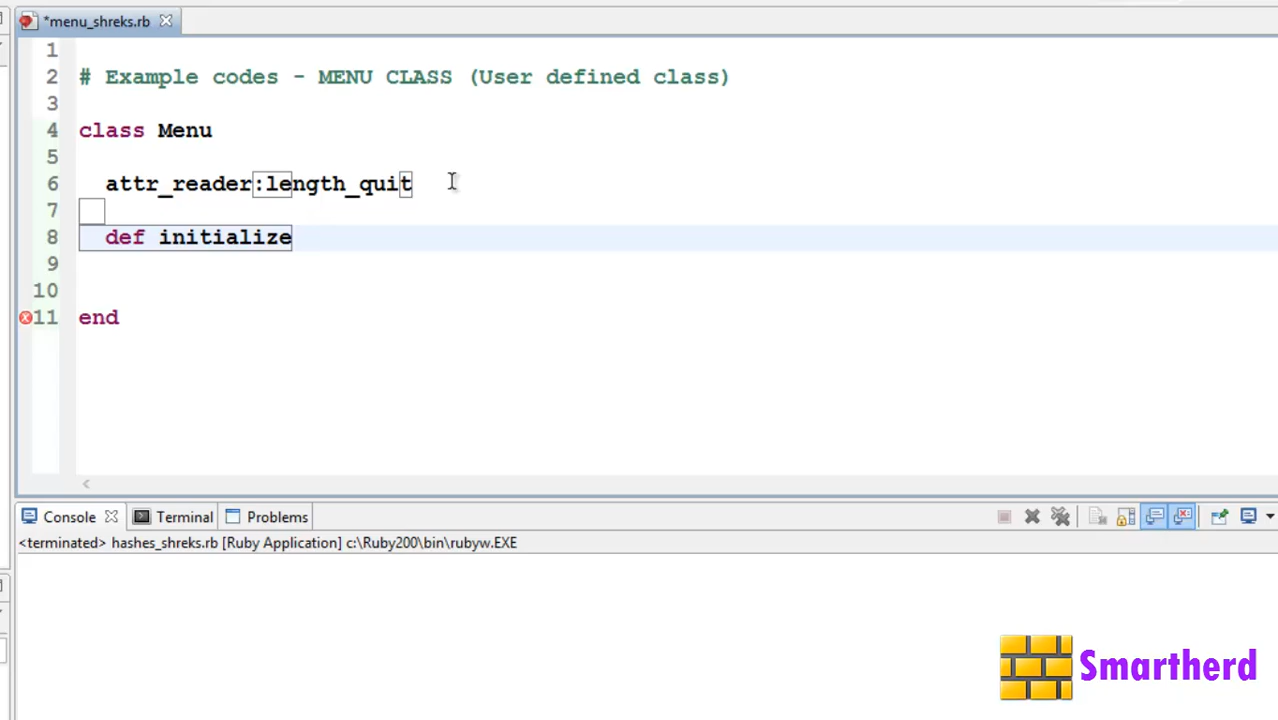 *menu_shreks.rb
1
2 # Example codes - MENU CLASS (User defined class)
3
4 class Menu
5
6 attr_reader:length_quit
7
8 def initialize
9
10
11 end
Console Terminal Problems
<terminated> hashes_shreks.rb [Ruby Application] c:\Ruby200\bin\rubyw.EXE
Smartherd